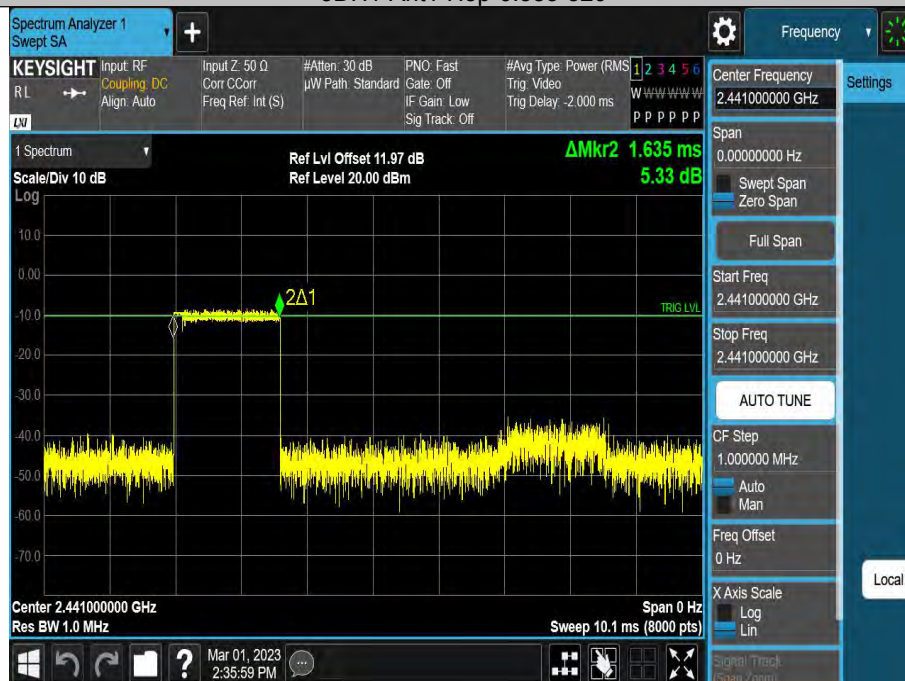 Spectrum Analyzer 1
Swept SA
Frequency
KEYSIGHT
RL
LXI
Input: RF
Coupling: DC
Align: Auto
Input Z: 50 Ω
Corr CCorr
Freq Ref: Int (S)
#Atten: 30 dB
µW Path: Standard
PNO: Fast
Gate: Off
IF Gain: Low
Sig Track: Off
#Avg Type: Power (RMS
Trig: Video
Trig Delay: -2.000 ms
1 2 3 4 5 6
W W W W W W
P P P P P P
1 Spectrum
Scale/Div 10 dB
Log
Ref Lvl Offset 11.97 dB
Ref Level 20.00 dBm
ΔMkr2 1.635 ms
5.33 dB
10.0
0.00
-10.0
-20.0
-30.0
-40.0
-50.0
-60.0
-70.0
2Δ1
TRIG LVL
Center 2.441000000 GHz
Res BW 1.0 MHz
Span 0 Hz
Sweep 10.1 ms (8000 pts)
Center Frequency
2.441000000 GHz
Settings
Span
0.00000000 Hz
Swept Span
Zero Span
Full Span
Start Freq
2.441000000 GHz
Stop Freq
2.441000000 GHz
AUTO TUNE
CF Step
1.000000 MHz
Auto
Man
Freq Offset
0 Hz
Local
X Axis Scale
Log
Lin
Signal Track
(Span Zoom)
?
Mar 01, 2023
2:35:59 PM